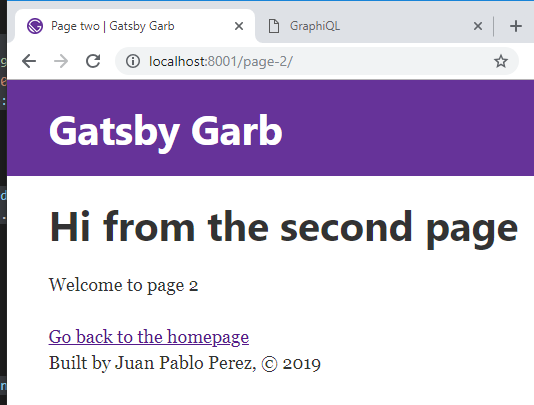 Page two | Gatsby Garb
GraphiQL
localhost:8001/page-2/
Gatsby Garb
Hi from the second page
Welcome to page 2
Go back to the homepage
Built by Juan Pablo Perez, © 2019